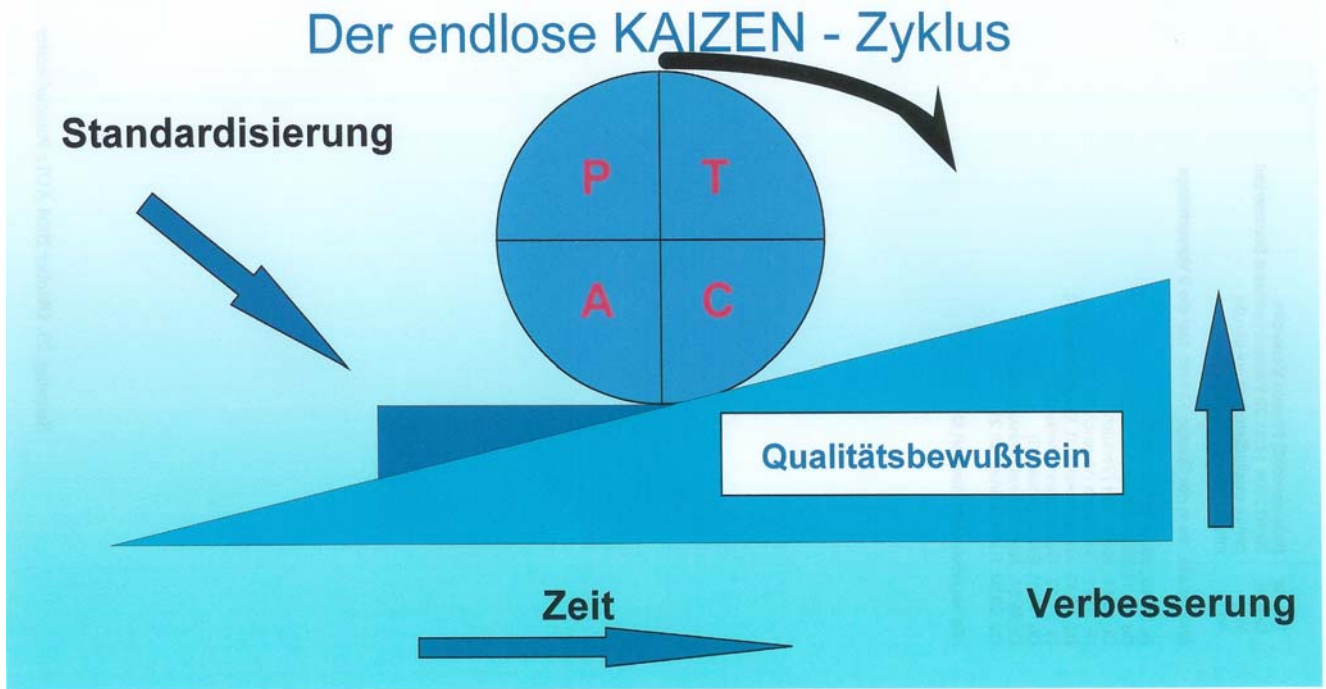 Der endlose KAIZEN - Zyklus
Standardisierung
P T
A C
Qualitätsbewußtsein
Zeit
Verbesserung